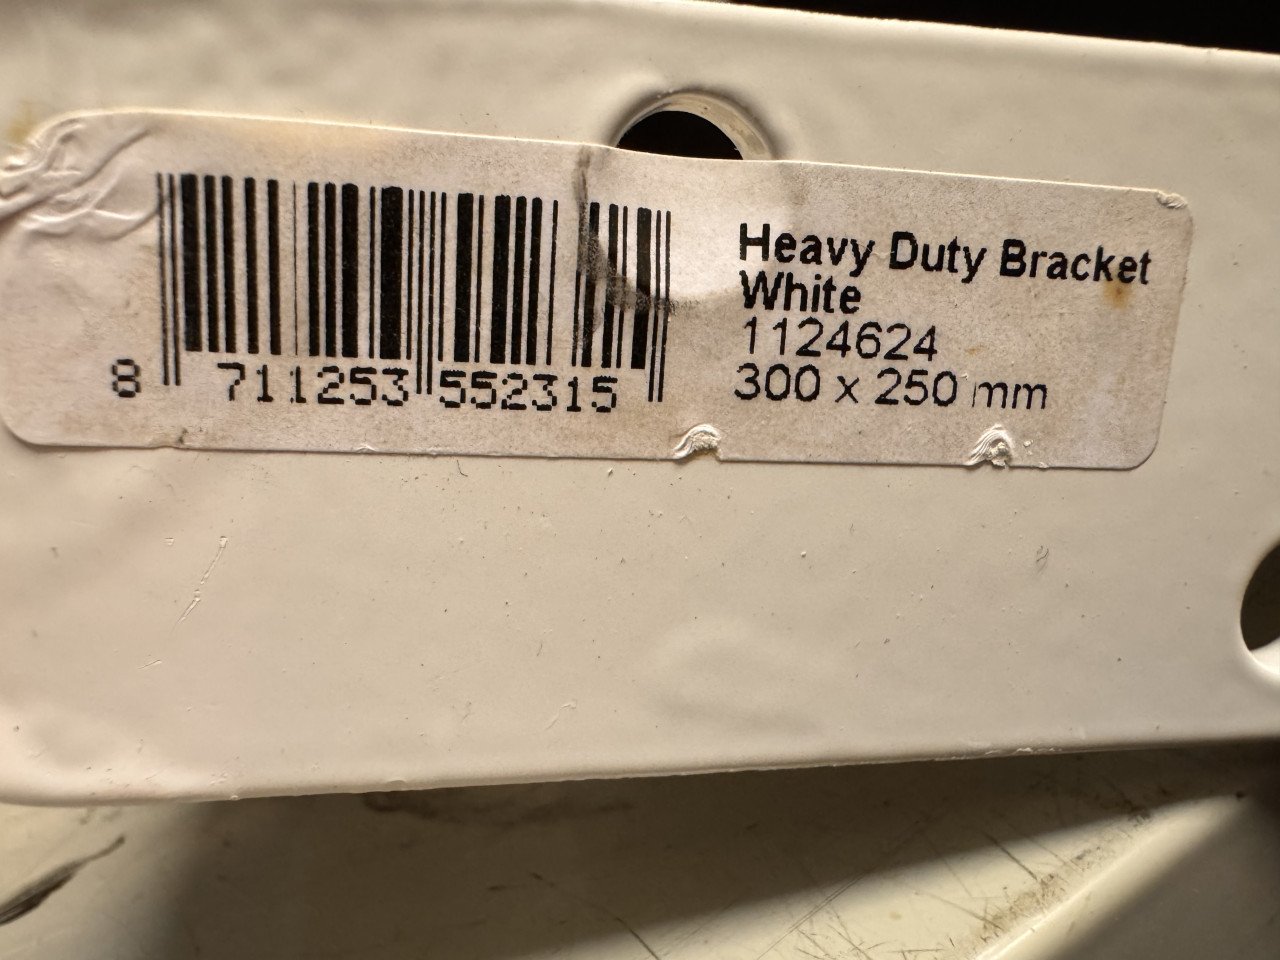 Heavy Duty Bracket
White
1124624
300 x 250 mm
8 711253 552315